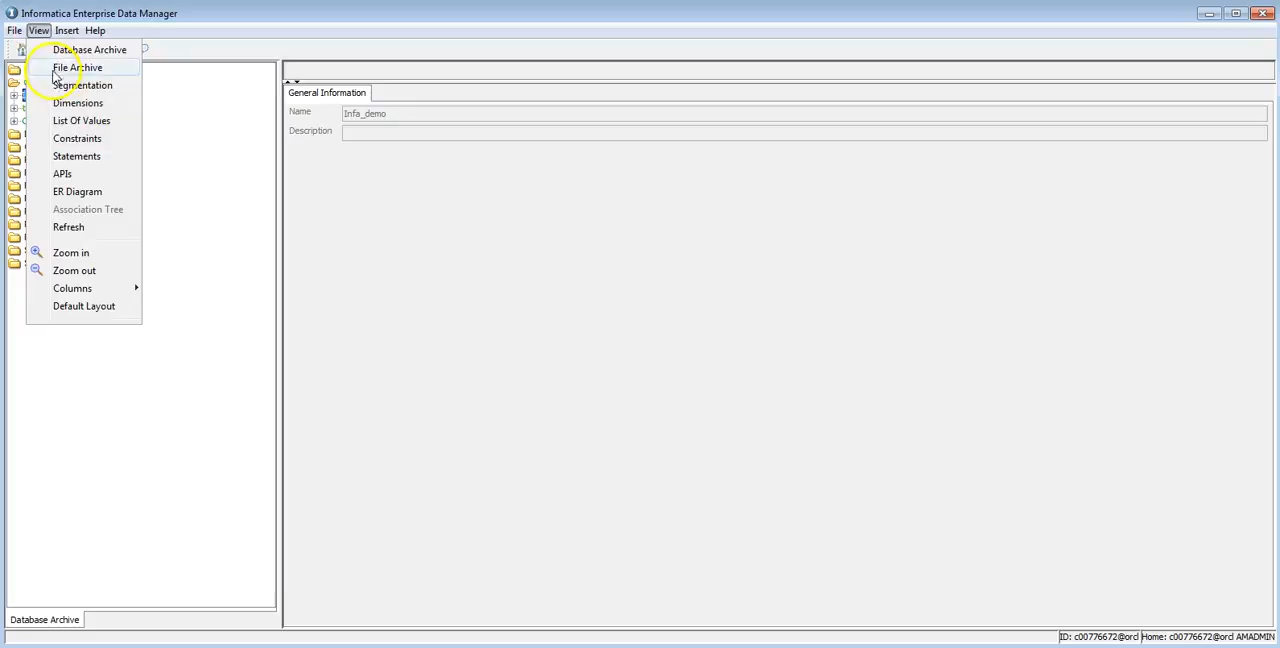 Informatica Enterprise Data Manager
File View Insert Help
Database Archive
File Archive
Segmentation
Dimensions
List Of Values
Constraints
Statements
APIs
ER Diagram
Association Tree
Refresh
Zoom in
Zoom out
Columns
Default Layout
General Information
Name Infa_demo
Description
Database Archive
ID: c00776672@orcl Home: c00776672@orcl AMADMIN